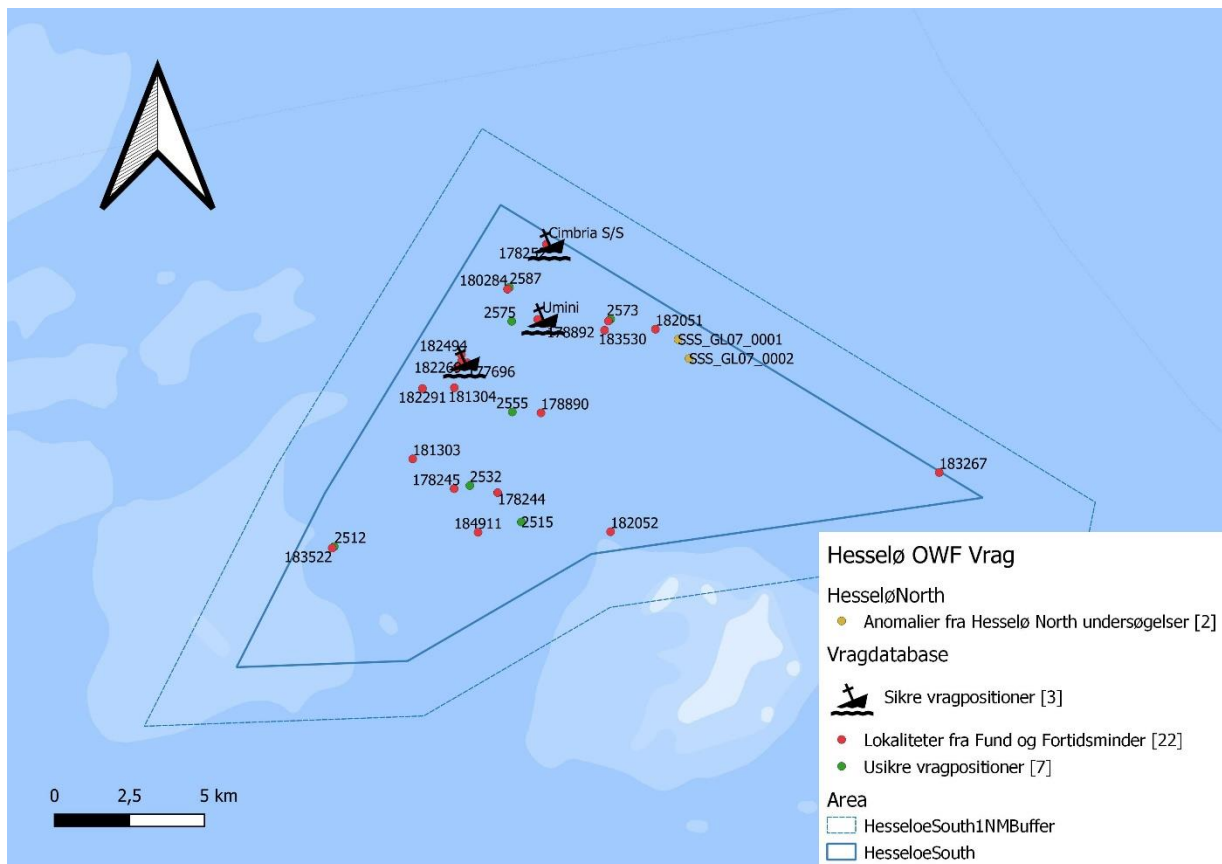 Cimbria S/S
178252
180284
2587
2575
Umini
178892
2573
183530
182051
SSS_GL07_0001
SSS_GL07_0002
182494
177696
182291
181304
2555
178890
181303
178245
2532
178244
184911
2515
182052
183267
2512
183522
Hesselø OWF Vrag
HesseløNorth
Anomalier fra Hesselø North undersøgelser [2]
Vragdatabase
Sikre vragpositioner [3]
Lokaliteter fra Fund og Fortidsminder [22]
Usikre vragpositioner [7]
Area
HesseloeSouth1NMBuffer
HesseloeSouth
0 2,5 5 km